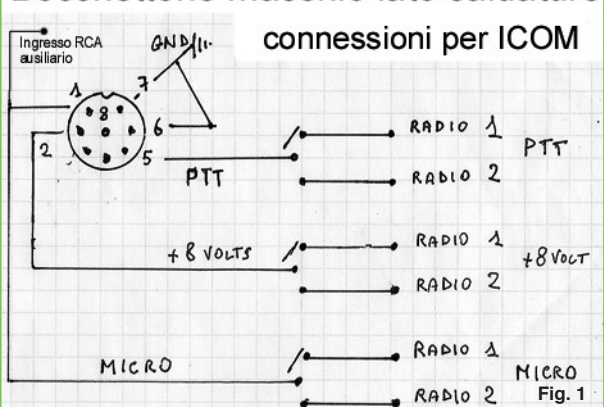 connessioni per ICOM
Ingresso RCA
ausiliario
GND/11.
7
1
8
6
2
5
PTT
RADIO 1
PTT
RADIO 2
+8 VOLTS
RADIO 1
+8 VOLT
RADIO 2
MICRO
RADIO 1
MICRO
RADIO 2
Fig. 1